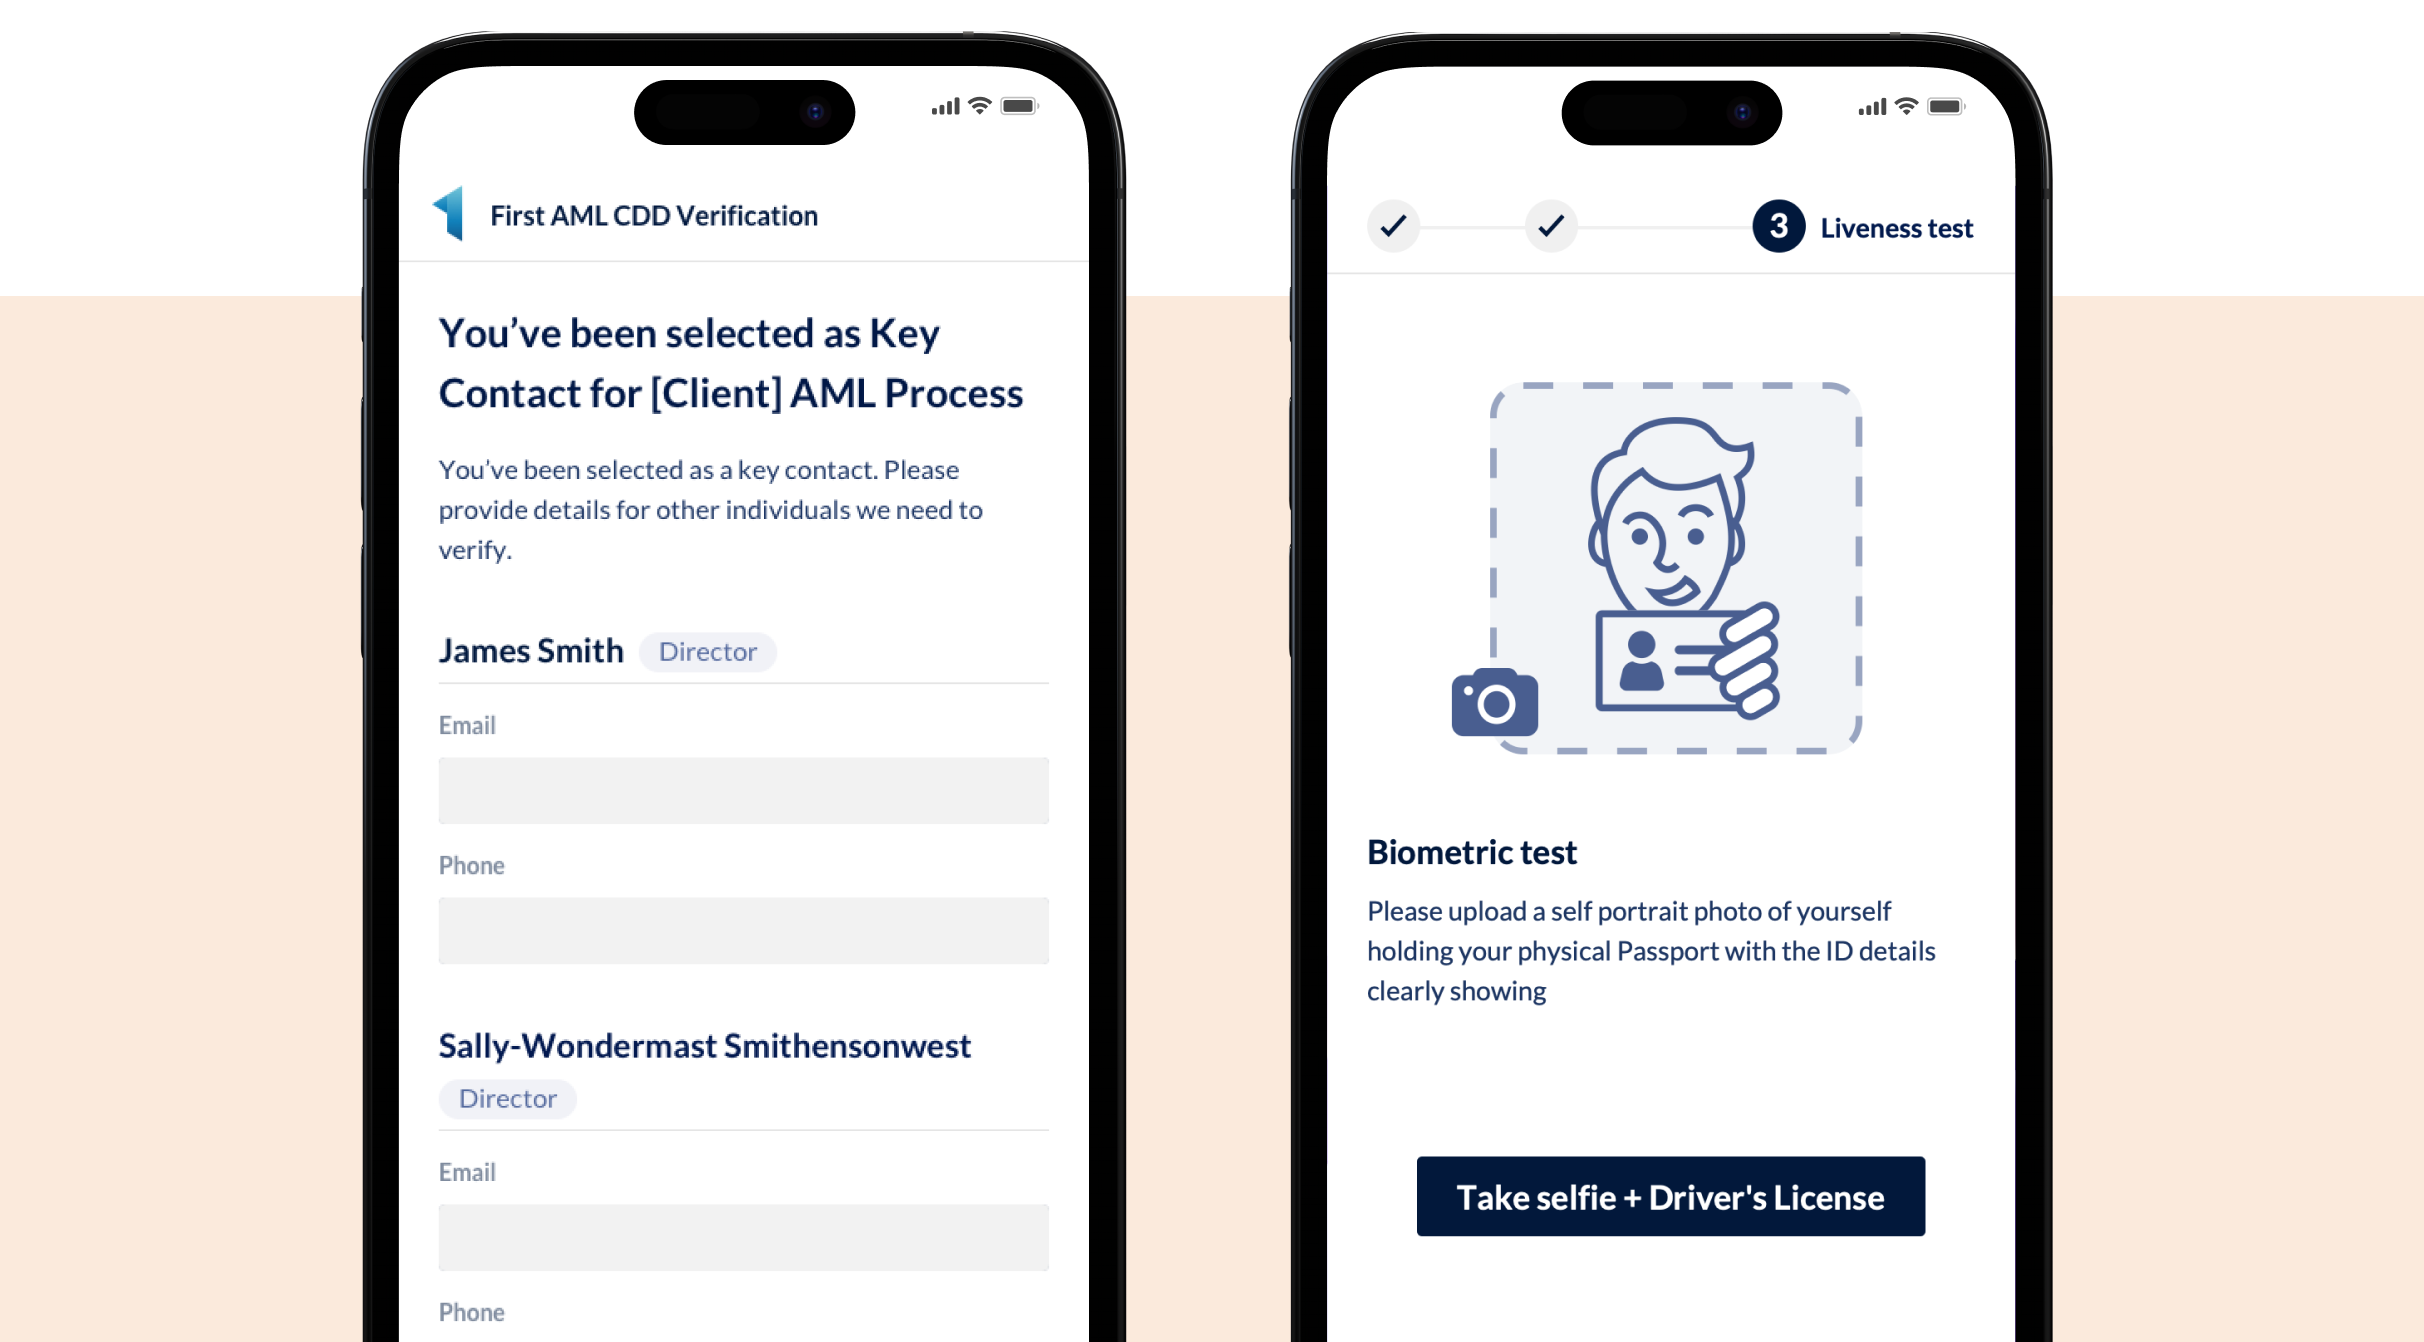 First AML CDD Verification
You’ve been selected as Key
Contact for [Client] AML Process
You’ve been selected as a key contact. Please
provide details for other individuals we need to
verify.
James Smith Director
Email
Phone
Sally-Wondermast Smithensonwest
Director
Email
Phone
3 Liveness test
Biometric test
Please upload a self portrait photo of yourself
holding your physical Passport with the ID details
clearly showing
Take selfie + Driver's License